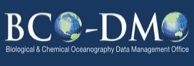 BCO-DMO
Biological & Chemical Oceanography Data Management Office